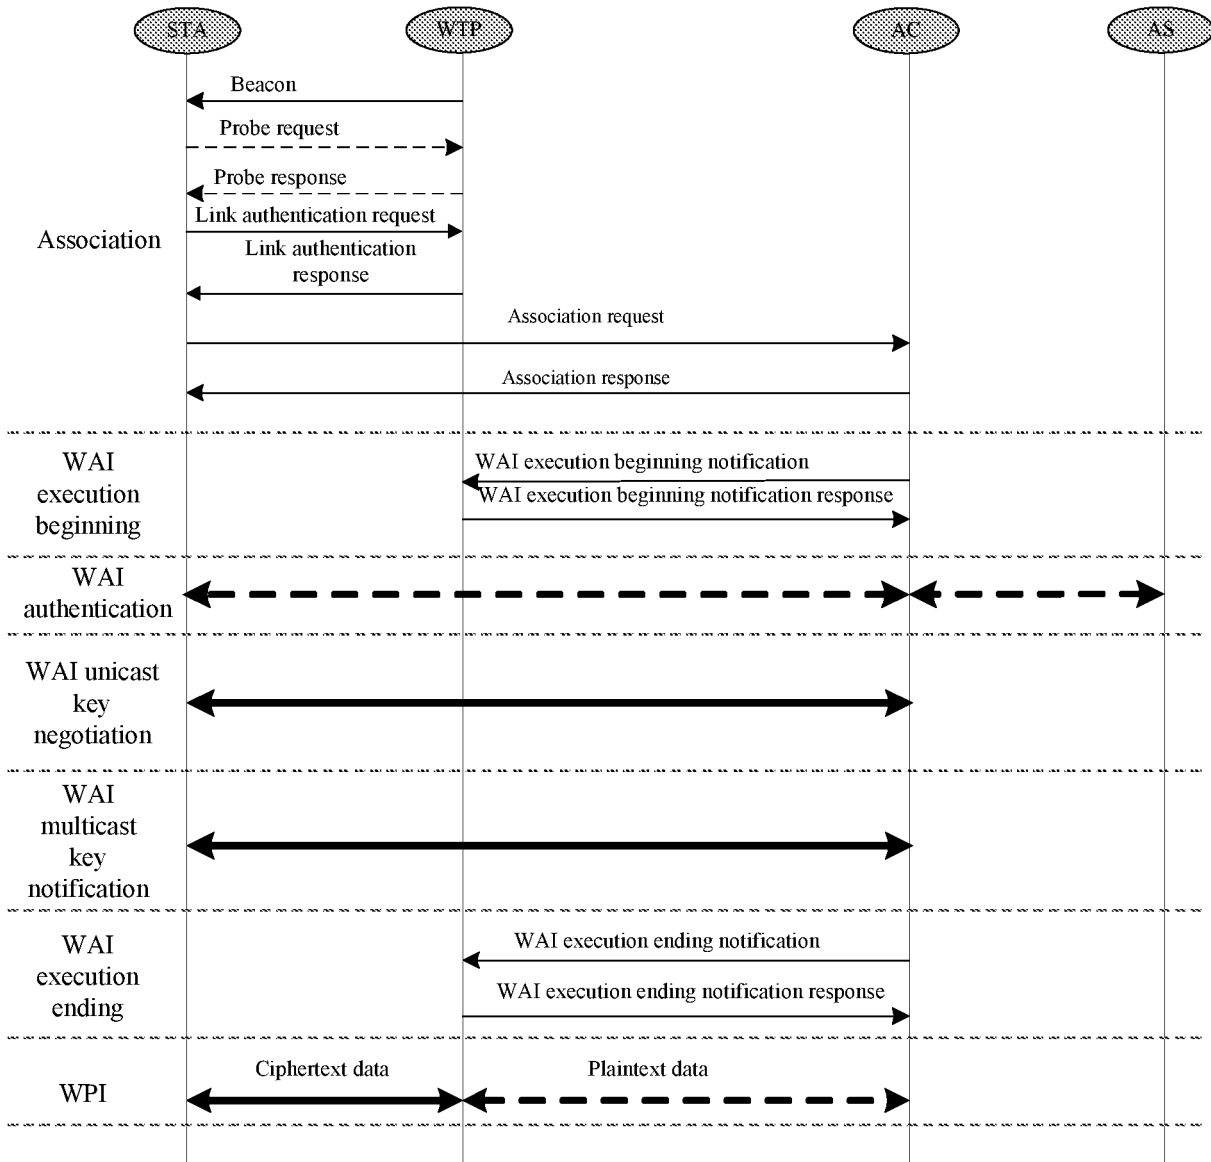 STA
WTP
AC
AS
Beacon
Probe request
Probe response
Link authentication request
Association
Link authentication
response
Association request
Association response
WAI
execution
beginning
WAI execution beginning notification
WAI execution beginning notification response
WAI
authentication
WAI unicast
key
negotiation
WAI
multicast
key
notification
WAI
execution
ending
WAI execution ending notification
WAI execution ending notification response
WPI
Ciphertext data
Plaintext data